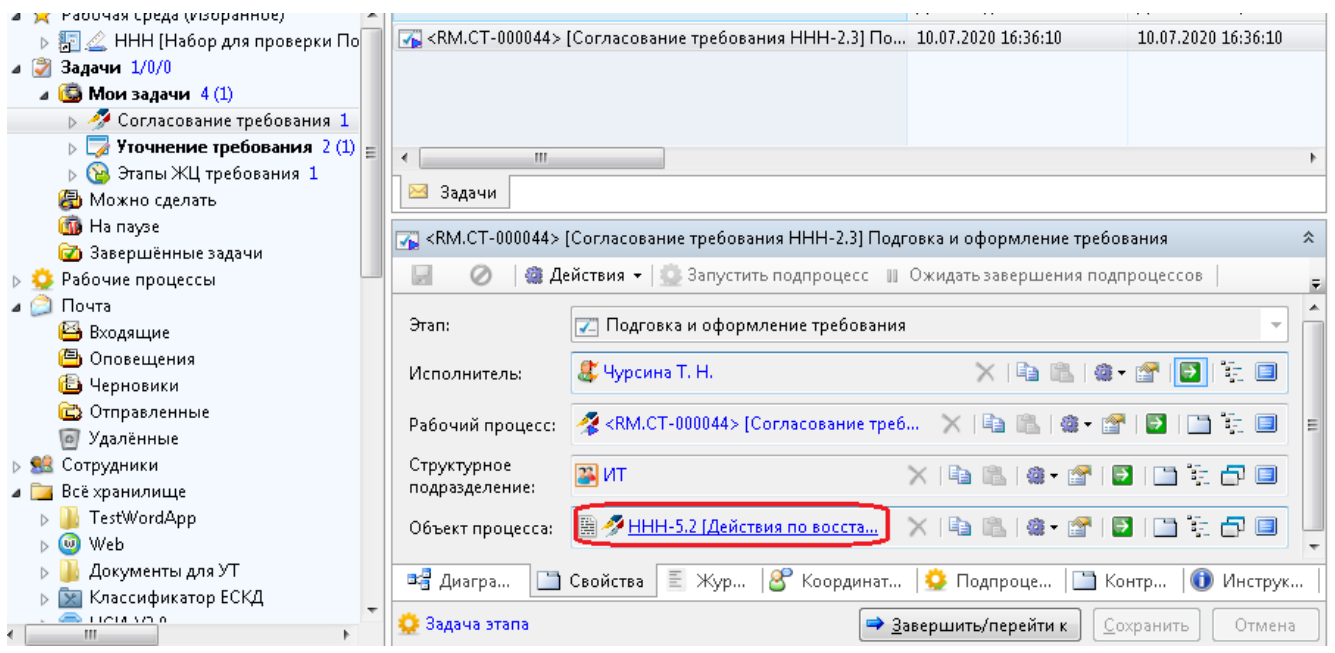 Рабочая среда (Избранное)
ННН [Набор для проверки По
Задачи 1/0/0
Мои задачи 4 (1)
Согласование требования 1
Уточнение требования 2 (1)
Этапы ЖЦ требования 1
Можно сделать
На паузе
Завершённые задачи
Рабочие процессы
Почта
Входящие
Оповещения
Черновики
Отправленные
Удалённые
Сотрудники
Всё хранилище
TestWordApp
Web
Документы для УТ
Классификатор ЕСКД
<RM.CT-000044> [Согласование требования ННН-2.3] По... 10.07.2020 16:36:10 10.07.2020 16:36:10
Задачи
<RM.CT-000044> [Согласование требования ННН-2.3] Подговка и оформление требования
Действия Запустить подпроцесс Ожидать завершения подпроцессов
Этап: Подговка и оформление требования
Исполнитель: Чурсина Т. Н.
Рабочий процесс: <RM.CT-000044> [Согласование треб...
Структурное
подразделение: ИТ
Объект процесса: ННН-5.2 [Действия по восста...
Диагра... Свойства Жур... Координат... Подпроце... Контр... Инструк...
Задача этапа Завершить/перейти к Сохранить Отмена